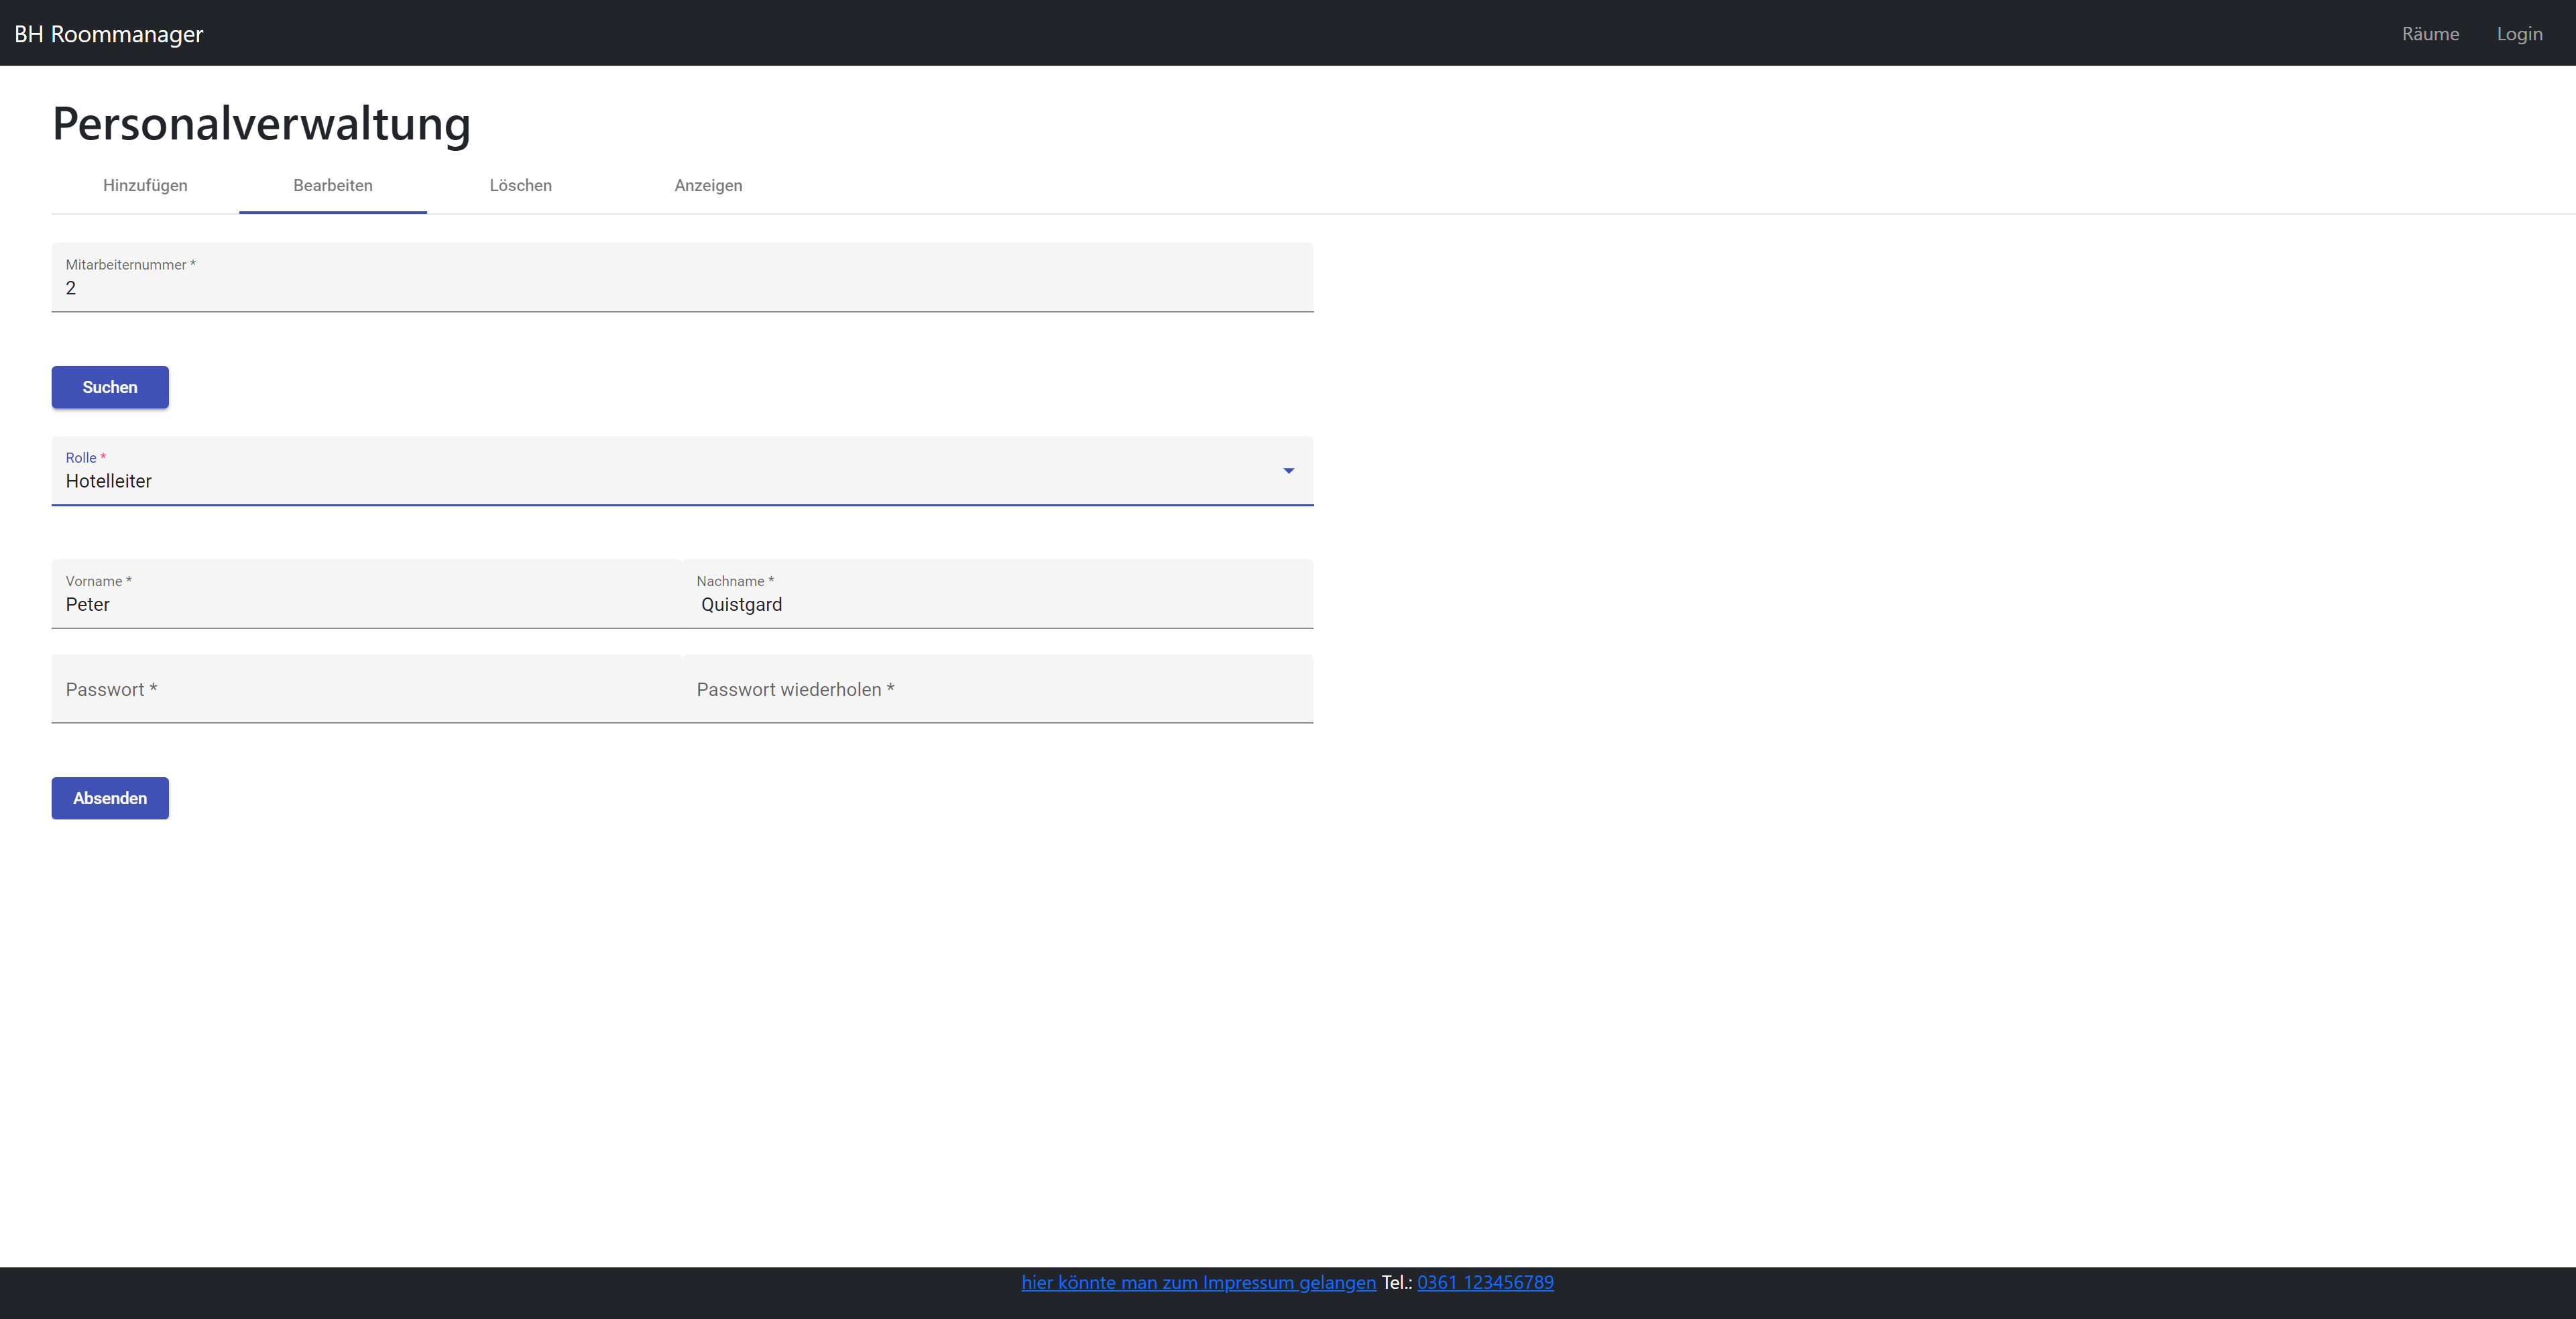 BH Roommanager Räume Login
Personalverwaltung
Hinzufügen Bearbeiten Löschen Anzeigen
Mitarbeiternummer *
2
Suchen
Rolle *
Hotelleiter
Vorname * Nachname *
Peter Quistgard
Passwort * Passwort wiederholen *
Absenden
hier könnte man zum Impressum gelangen Tel.: 0361 123456789